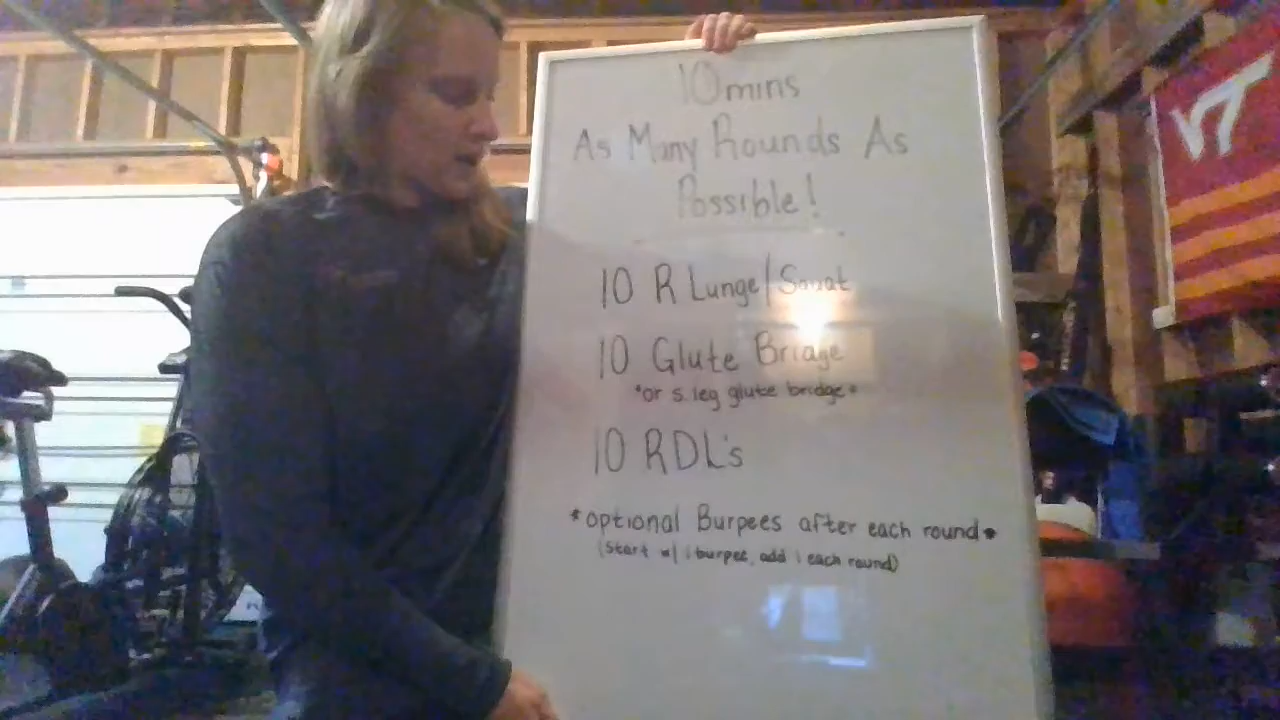 10mins
As Many Rounds As
Possible!
10 R Lunge/Squat
10 Glute Bridge
*or s. leg glute bridge*
10 RDL's
*optional Burpees after each round*
(start w/ 1 burpee, add 1 each round)
VT